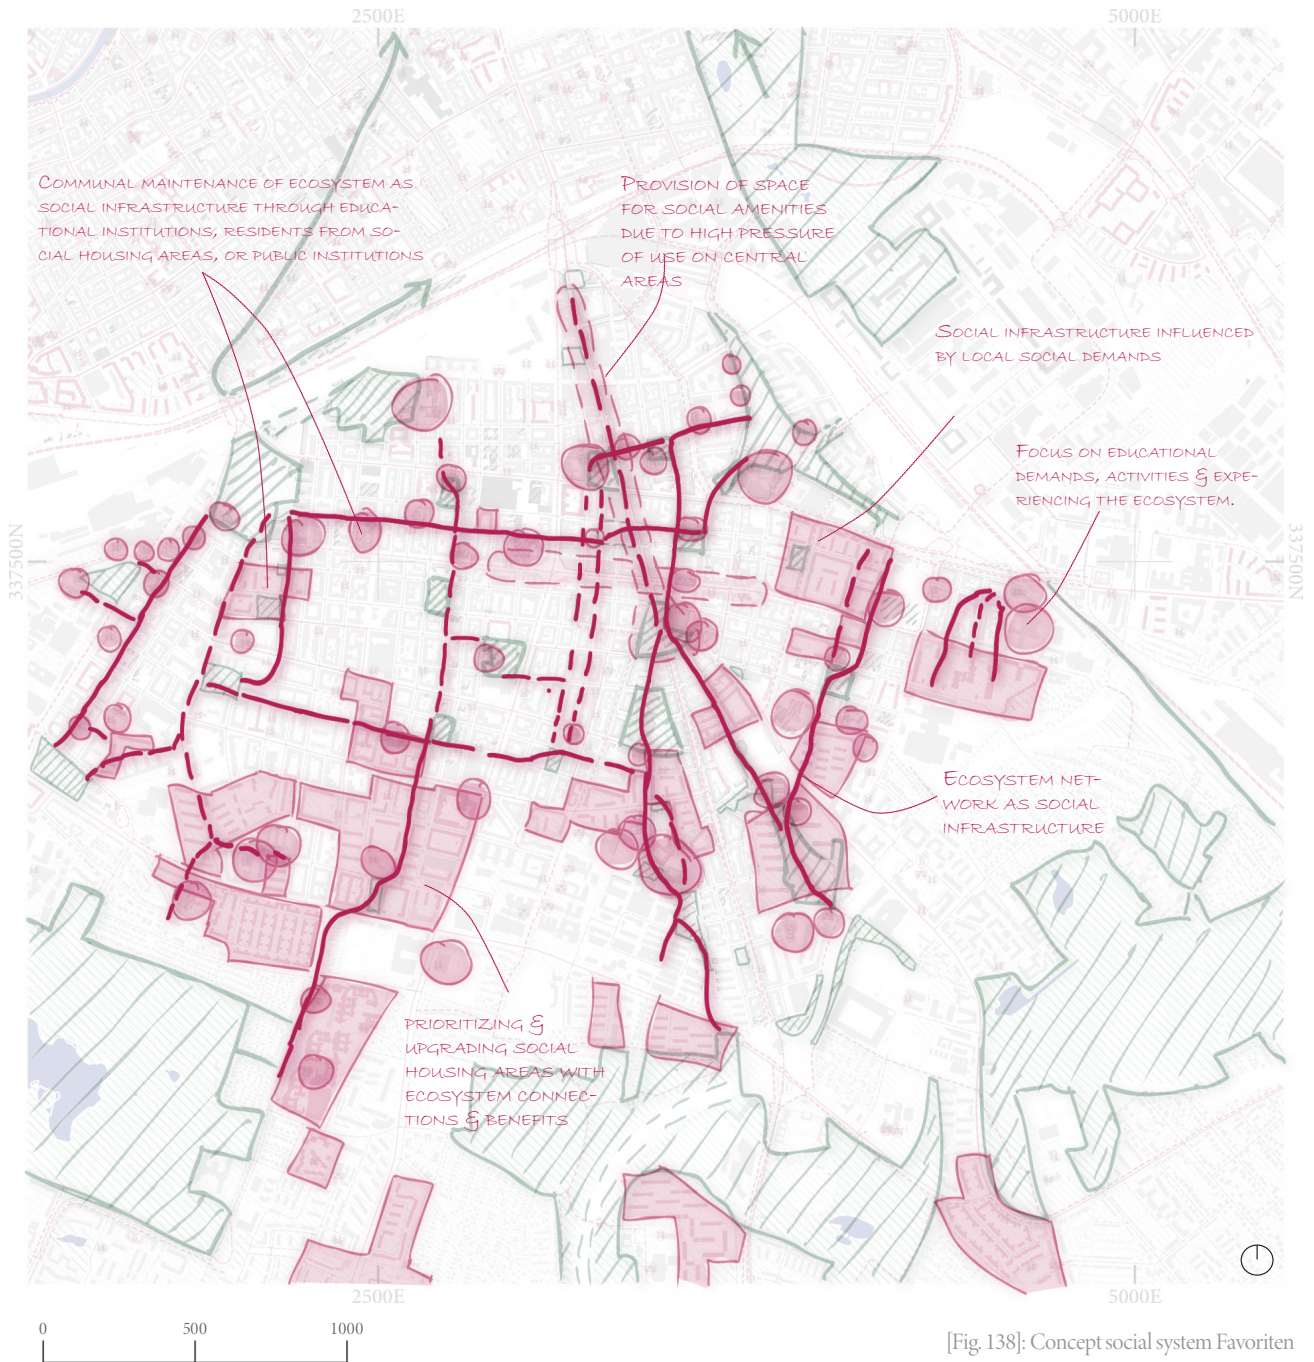 2500E
5000E
Communal maintenance of ecosystem as
social infrastructure through educa-
tional institutions, residents from so-
cial housing areas, or public institutions
Provision of space
for social amenities
due to high pressure
of use on central
areas
Social infrastructure influenced
by local social demands
Focus on educational
demands, activities & expe-
riencing the ecosystem.
337500N
337500N
Ecosystem net-
work as social
infrastructure
prioritizing &
upgrading social
housing areas with
ecosystem connec-
tions & benefits
2500E
5000E
0 500 1000
[Fig. 138]: Concept social system Favoriten